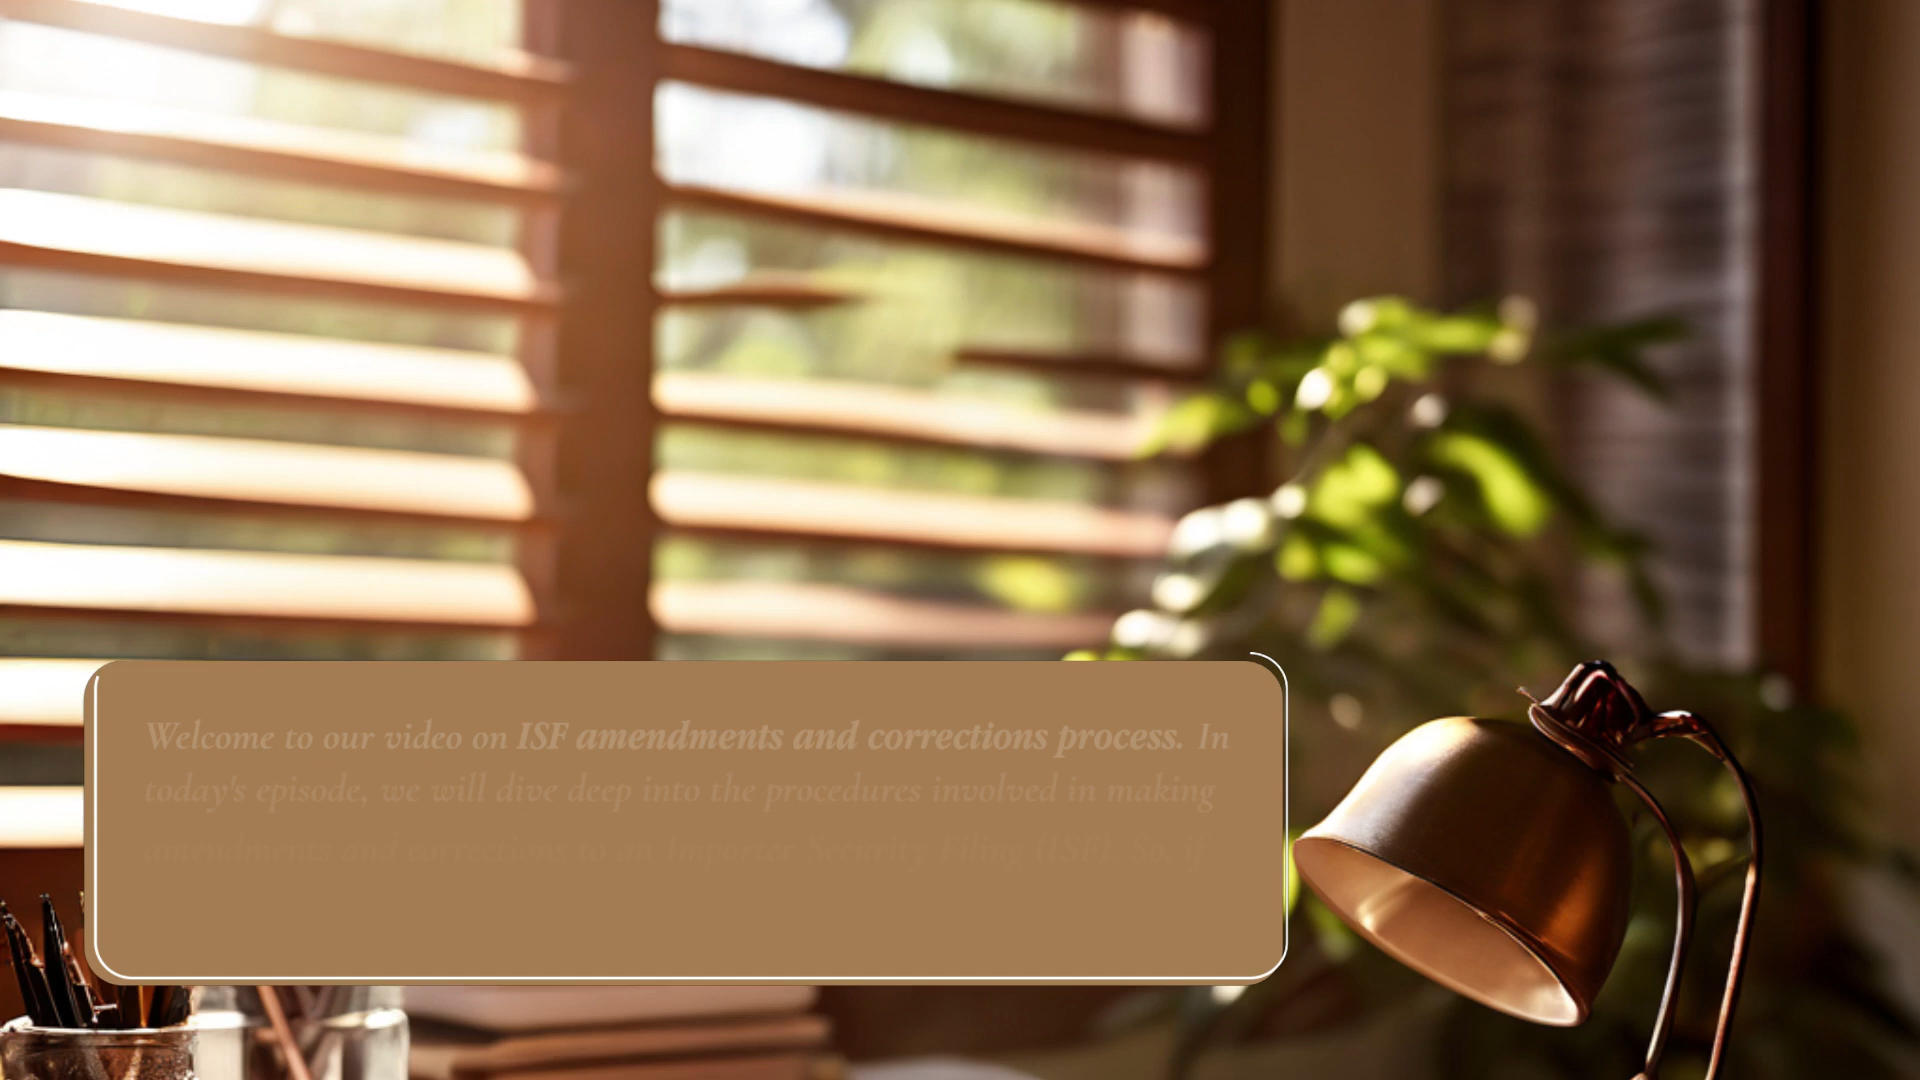 Welcome to our video on ISF amendments and corrections process. In
today's episode, we will dive deep into the procedures involved in making
amendments and corrections to an Importer Security Filing (ISF). So, if